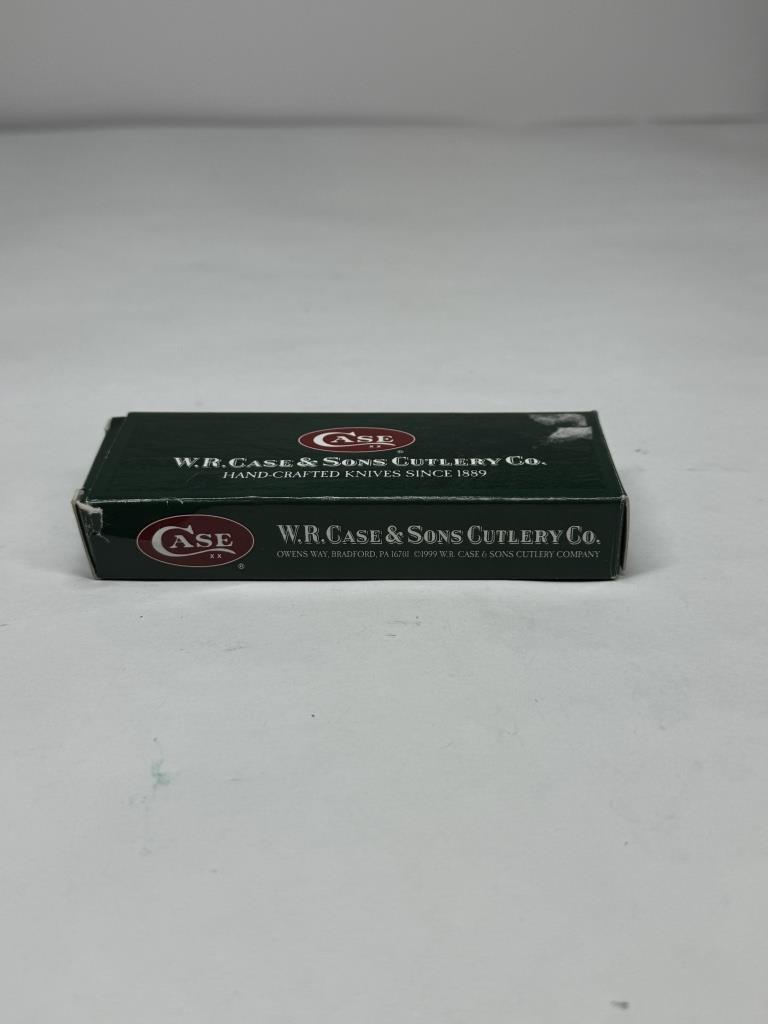 CASE
XX
®
W.R. CASE & SONS CUTLERY CO.
HAND-CRAFTED KNIVES SINCE 1889
CASE
XX
®
W.R. CASE & SONS CUTLERY CO.
OWENS WAY, BRADFORD, PA 16701 ©1999 W.R. CASE & SONS CUTLERY COMPANY